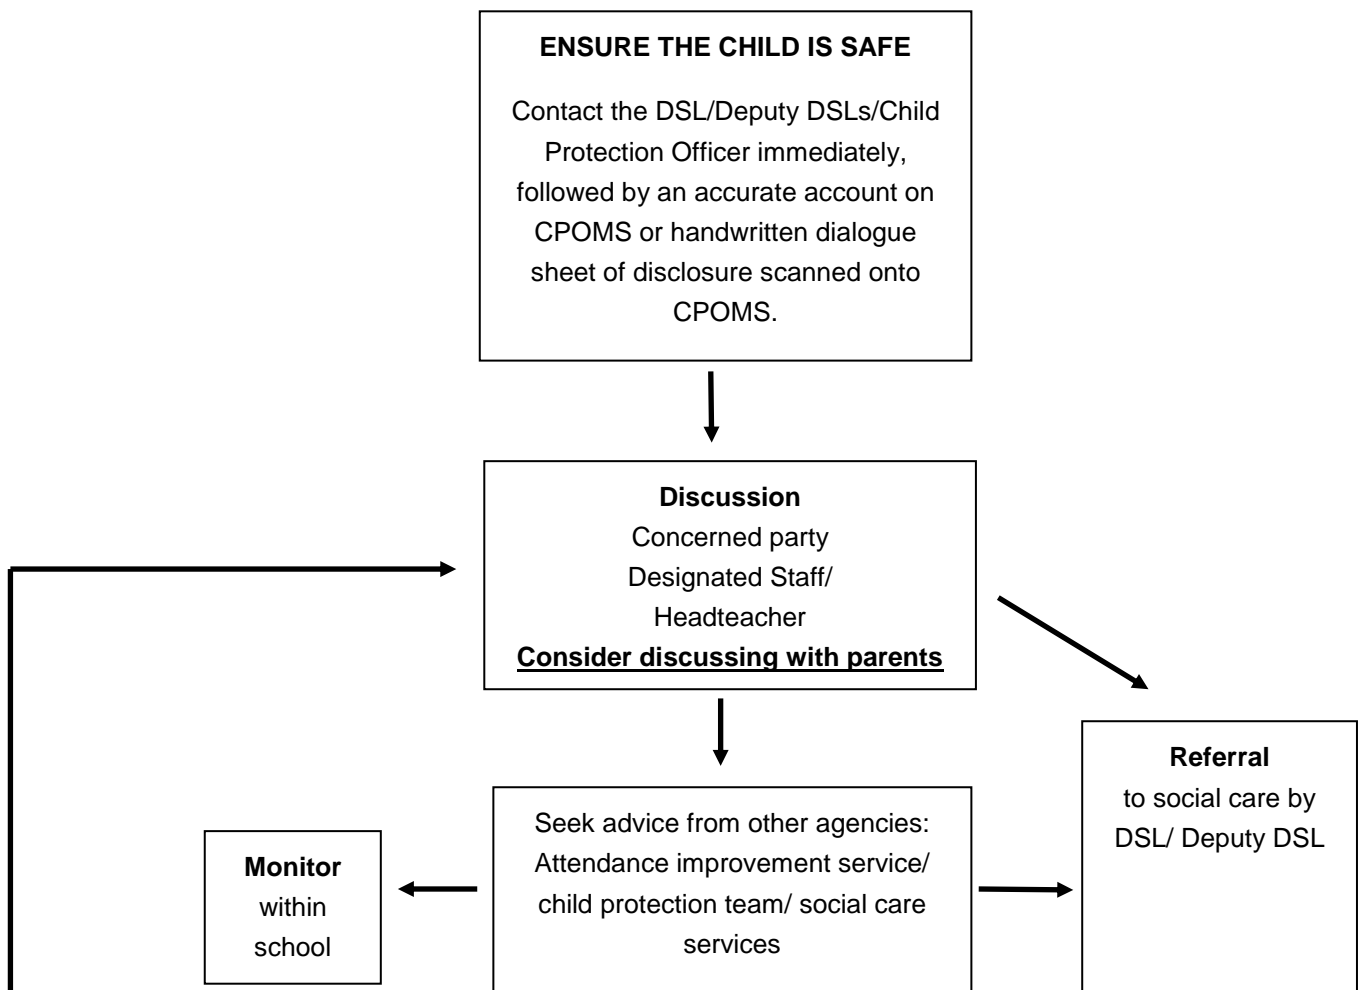 ENSURE THE CHILD IS SAFE
Contact the DSL/Deputy DSLs/Child
Protection Officer immediately,
followed by an accurate account on
CPOMS or handwritten dialogue
sheet of disclosure scanned onto
CPOMS.
Discussion
Concerned party
Designated Staff/
Headteacher
Consider discussing with parents
Seek advice from other agencies:
Attendance improvement service/
child protection team/ social care
services
Monitor
within
school
Referral
to social care by
DSL/ Deputy DSL